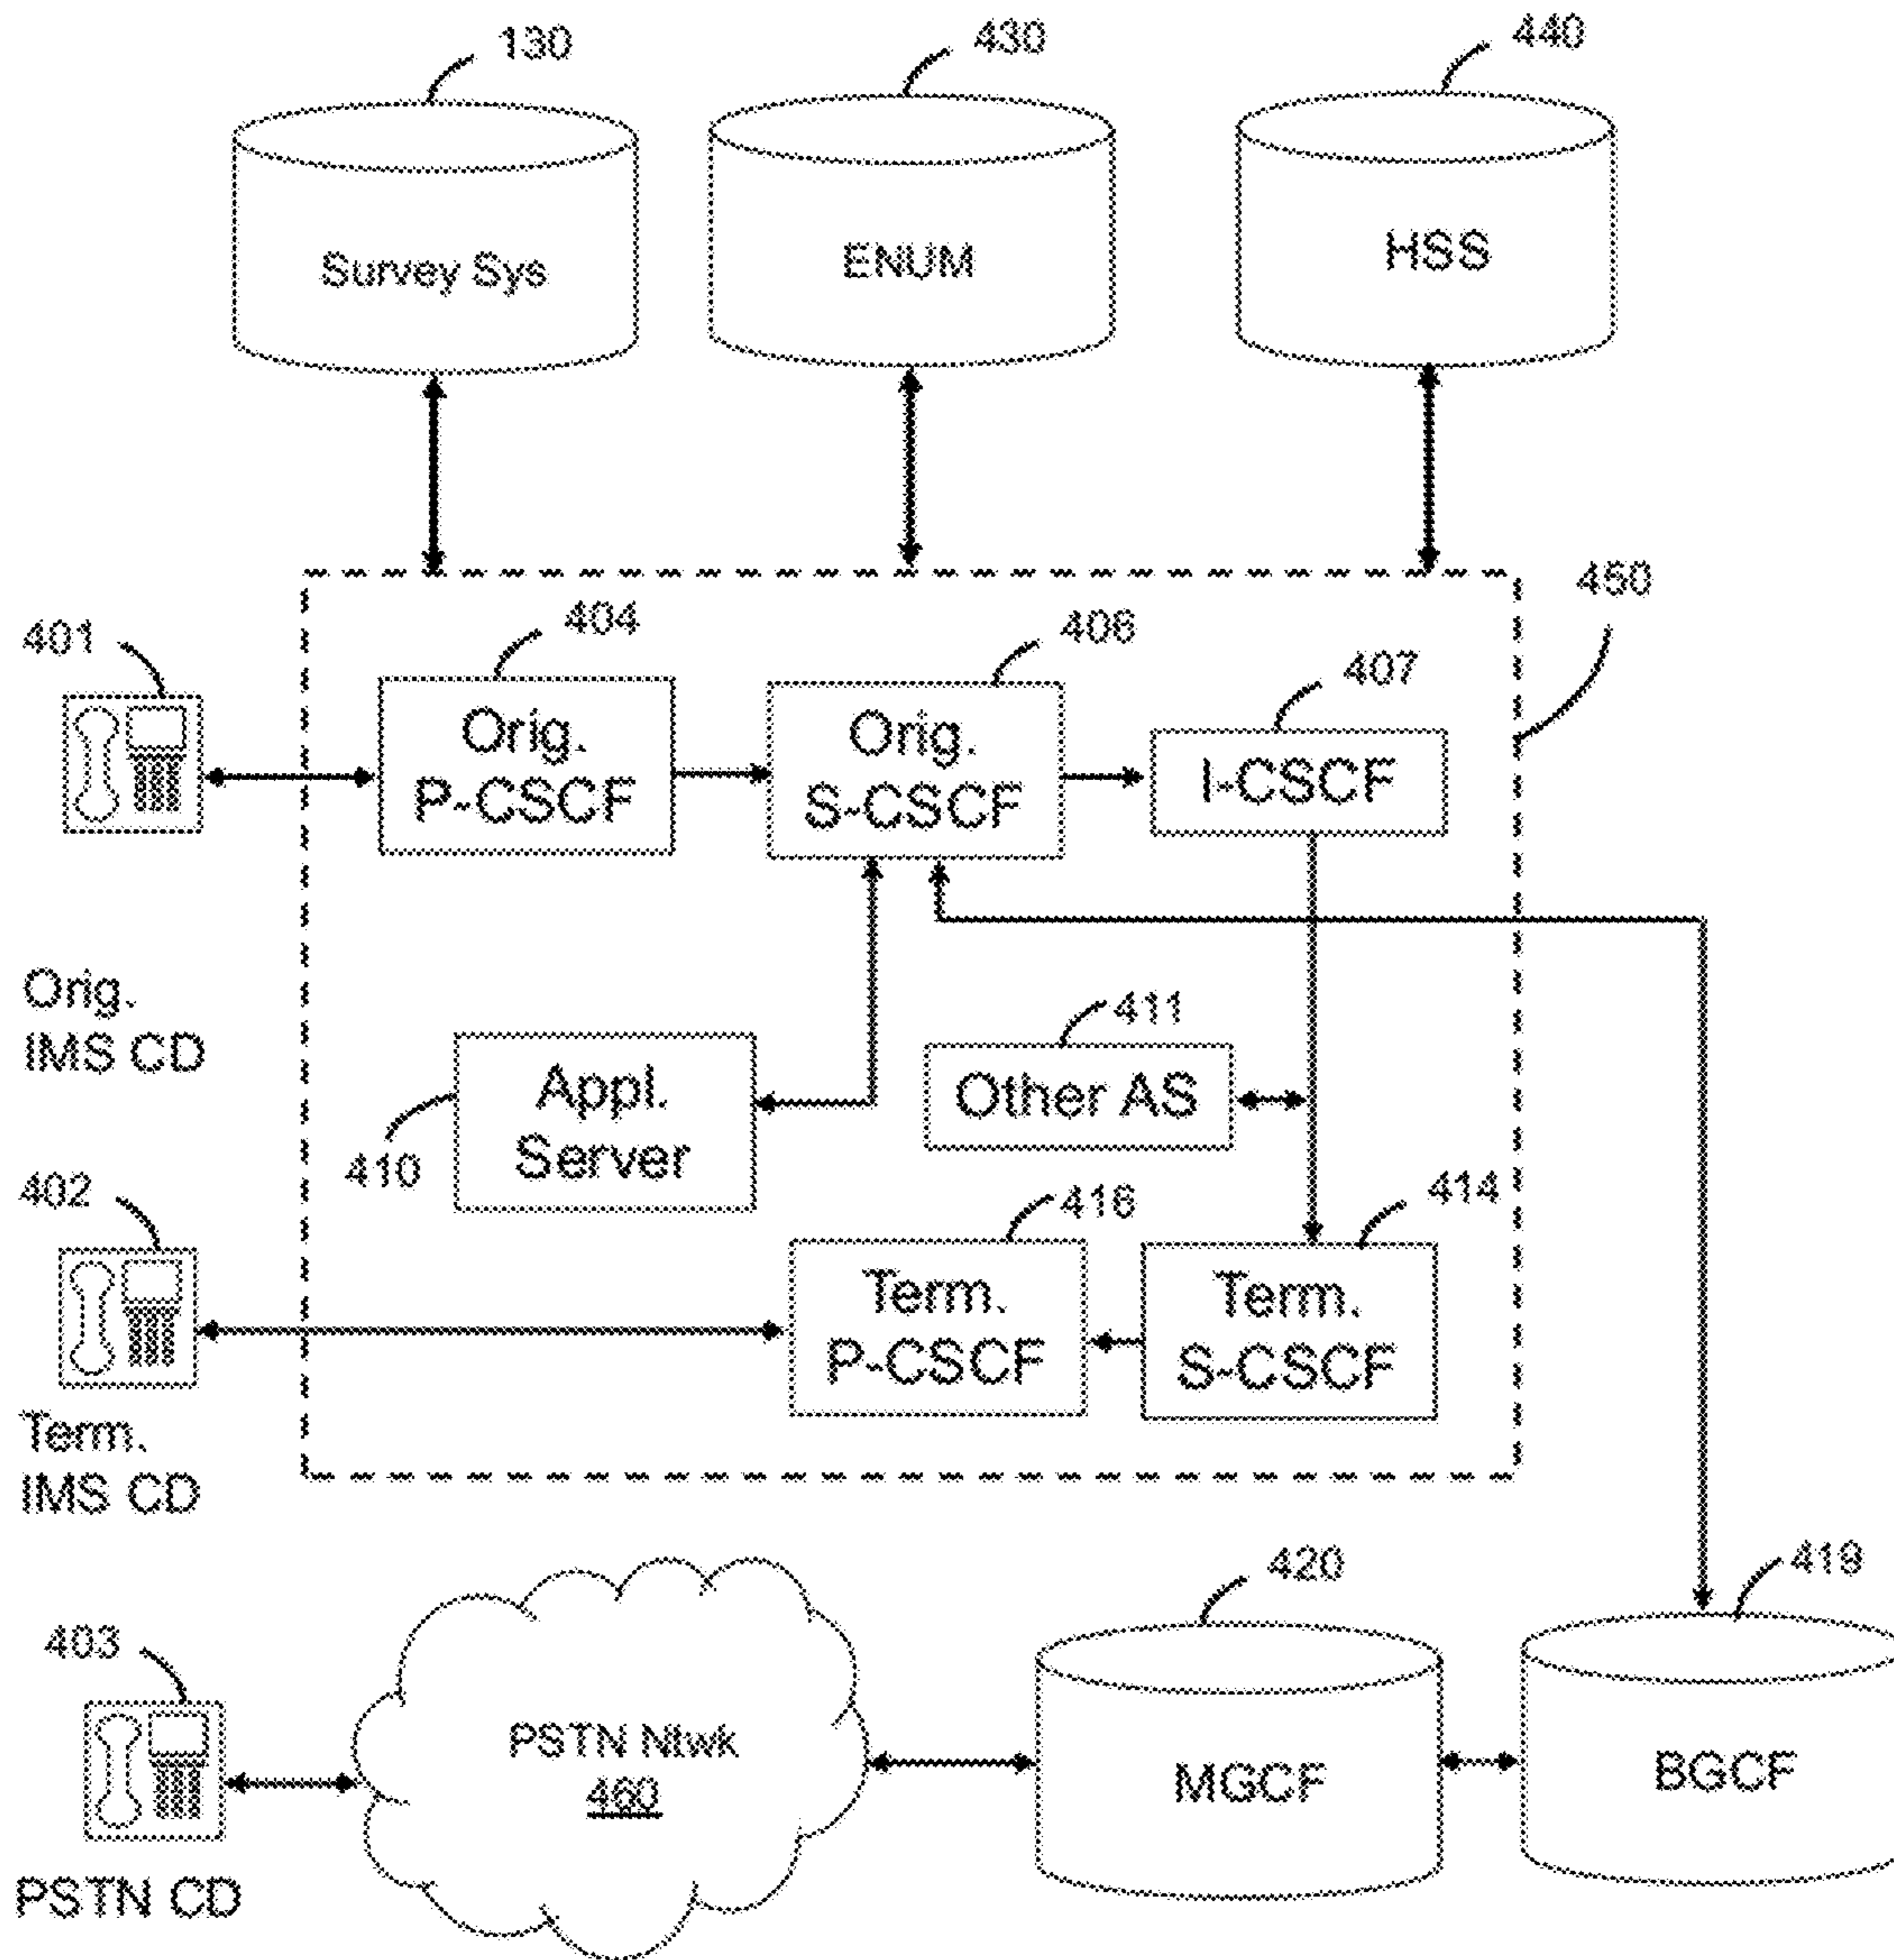 130
430
440
Survey Sys
ENUM
HSS
450
401
404
406
407
Orig.
P-CSCF
Orig.
S-CSCF
I-CSCF
Orig.
IMS CD
411
Other AS
Appl.
Server
410
402
416
414
Term.
P-CSCF
Term.
S-CSCF
Term.
IMS CD
420
419
403
PSTN Ntwk
460
MGCF
BGCF
PSTN CD